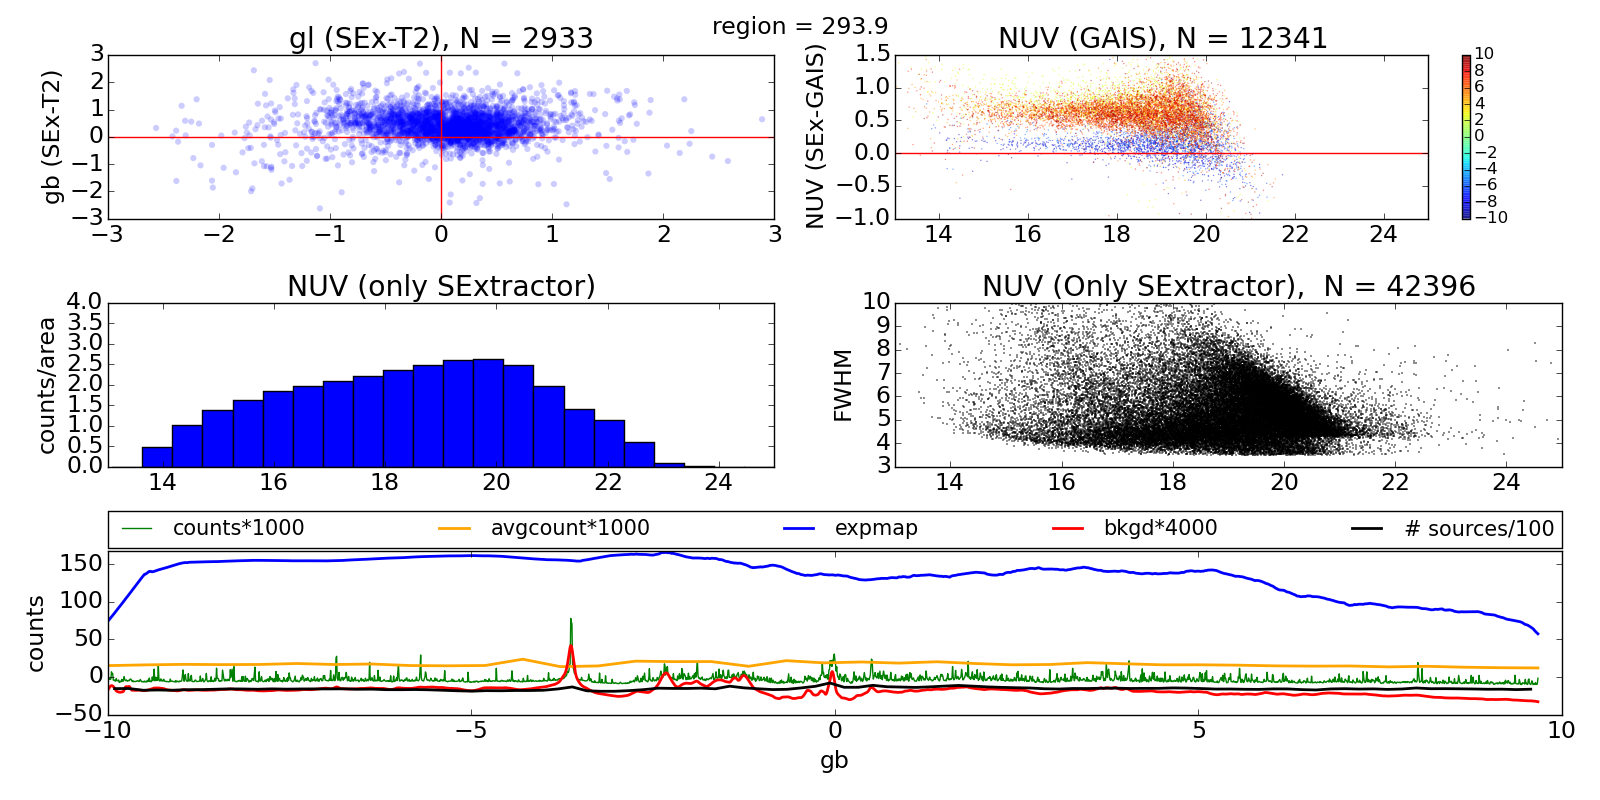 region = 293.9
gl (SEx-T2), N = 2933
gb (SEx-T2)
3
2
1
0
−1
−2
−3
−3 −2 −1 0 1 2 3
NUV (GAIS), N = 12341
NUV (SEx-GAIS)
1.5
1.0
0.5
0.0
−0.5
−1.0
14 16 18 20 22 24
10
8
6
4
2
0
−2
−4
−6
−8
−10
NUV (only SExtractor)
counts/area
4.0
3.5
3.0
2.5
2.0
1.5
1.0
0.5
0.0
14 16 18 20 22 24
NUV (Only SExtractor), N = 42396
FWHM
10
9
8
7
6
5
4
3
14 16 18 20 22 24
counts*1000 avgcount*1000 expmap bkgd*4000 # sources/100
counts
150
100
50
0
−50
−10 −5 0 5 10
gb